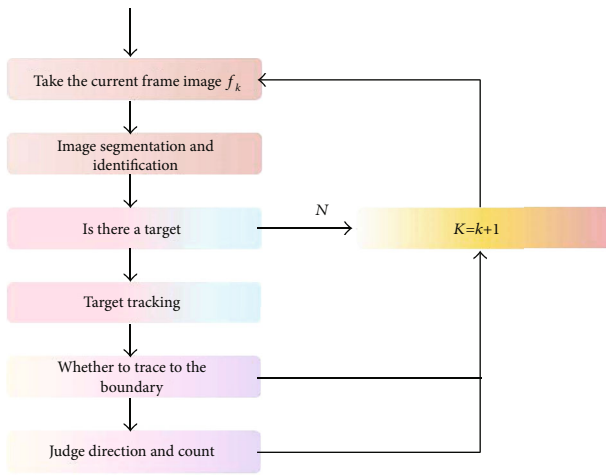 Take the current frame image f_k
Image segmentation and
identification
Is there a target
N
K=k+1
Target tracking
Whether to trace to the
boundary
Judge direction and count